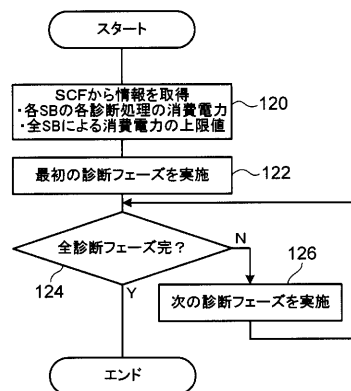 スタート
SCFから情報を取得
・各SBの各診断処理の消費電力
・全SBによる消費電力の上限値
120
最初の診断フェーズを実施
122
全診断フェーズ完？
N
124
Y
126
次の診断フェーズを実施
エンド